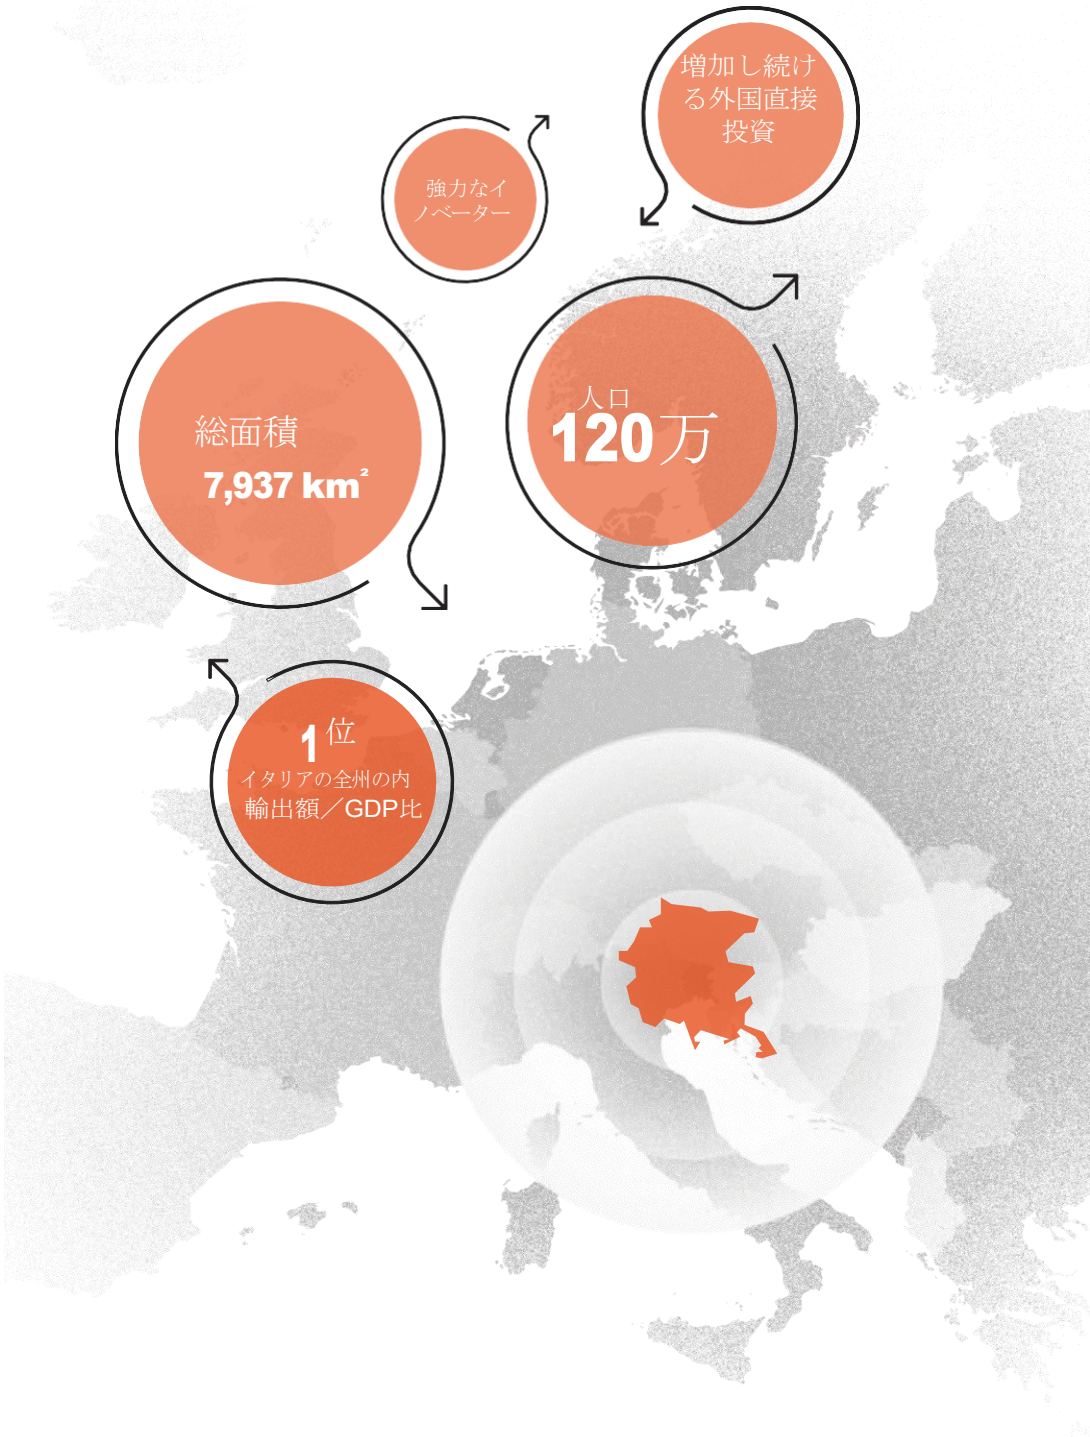 増加し続け
る外国直接
投資
強力なイ
ノベーター
人口
120万
総面積
7,937 km²
1位
イタリアの全州の内
輸出額／GDP比